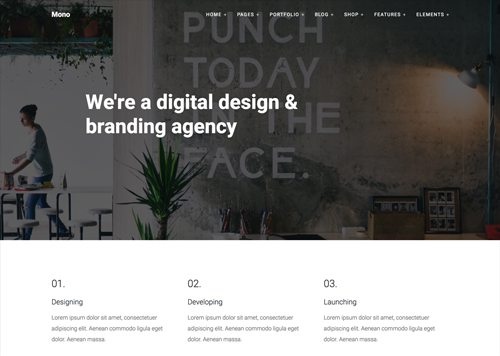 Mono
HOME + PAGES + PORTFOLIO + BLOG + SHOP + FEATURES + ELEMENTS +
PUNCH
TODAY
IN THE
FACE.
We're a digital design &
branding agency
01.
Designing
Lorem ipsum dolor sit amet, consectetuer
adipiscing elit. Aenean commodo ligula eget
dolor. Aenean massa.
02.
Developing
Lorem ipsum dolor sit amet, consectetuer
adipiscing elit. Aenean commodo ligula eget
dolor. Aenean massa.
03.
Launching
Lorem ipsum dolor sit amet, consectetuer
adipiscing elit. Aenean commodo ligula eget
dolor. Aenean massa.